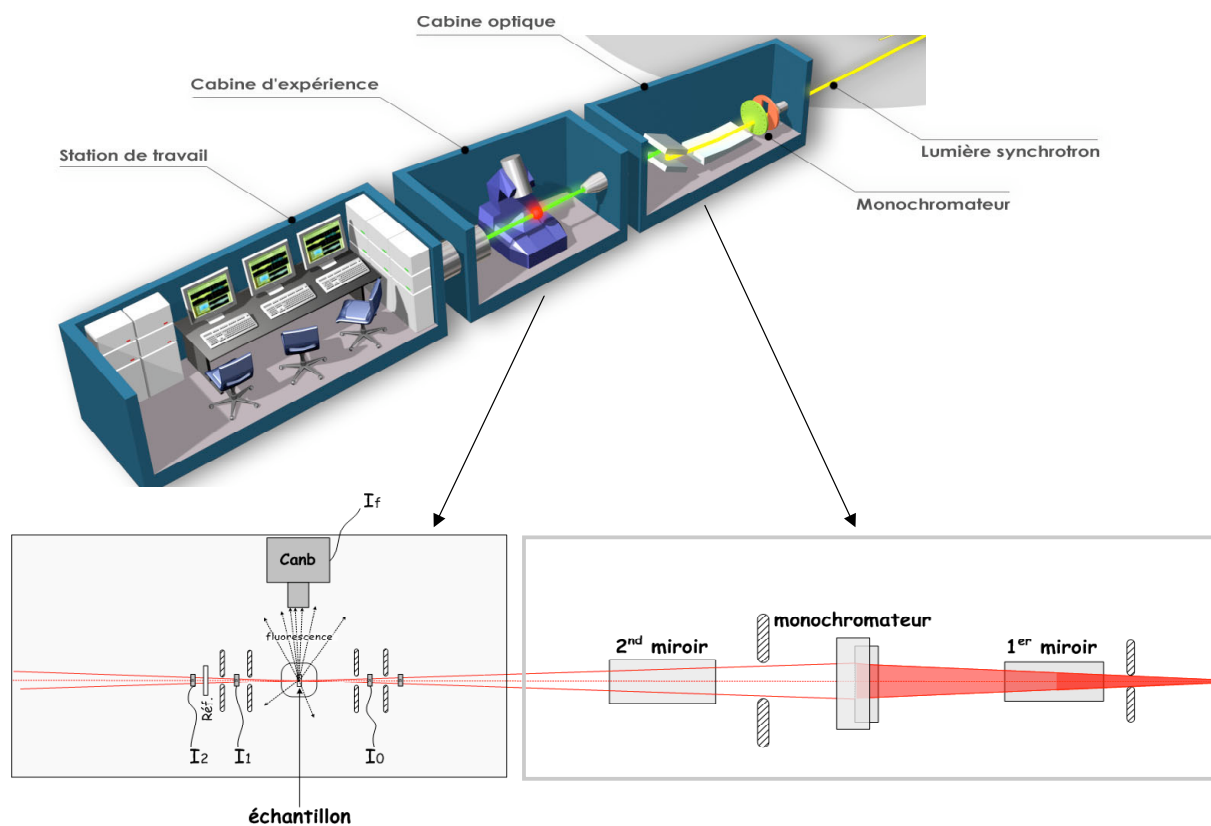 Cabine optique
Cabine d'expérience
Station de travail
Lumière synchrotron
Monochromateur
If
Canb
fluorescence
Réf.
I2
I1
I0
échantillon
monochromateur
2nd miroir
1er miroir